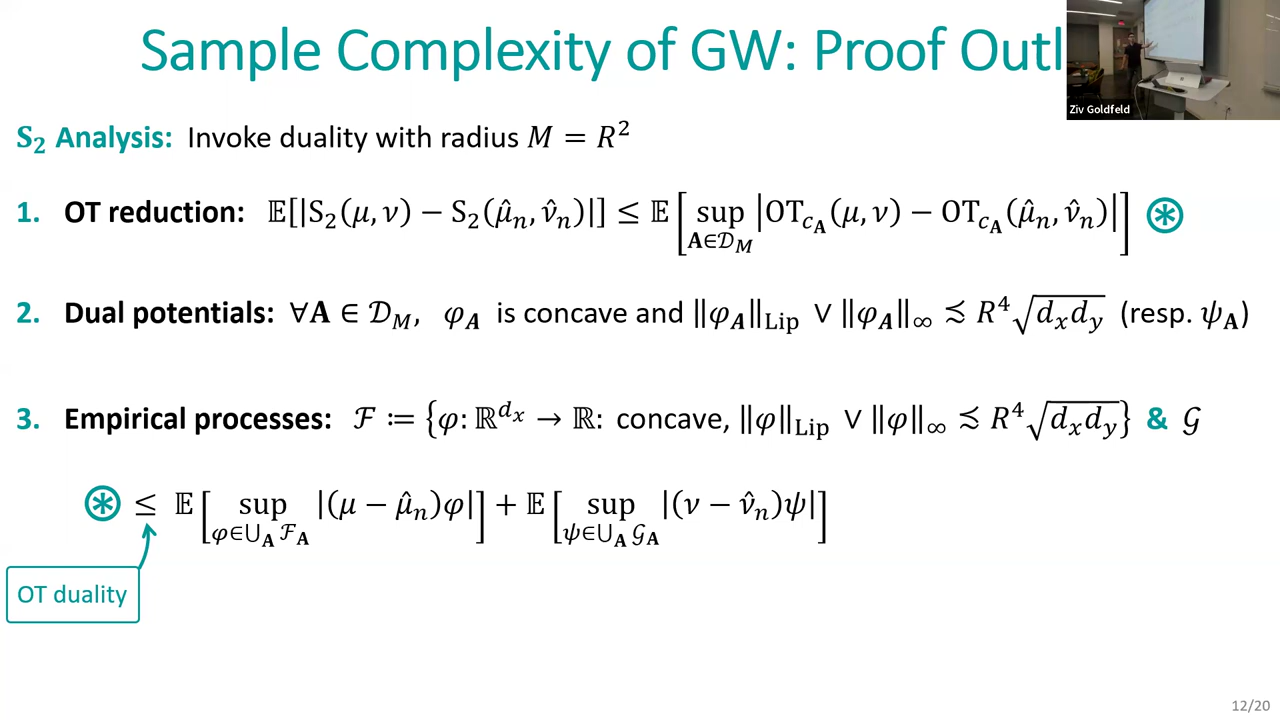 Sample Complexity of GW: Proof Outl
Ziv Goldfeld
S₂ Analysis: Invoke duality with radius M = R²
1. OT reduction: 𝔼[|S₂(μ, ν) − S₂(μ̂ₙ, ν̂ₙ)|] ≤ 𝔼[sup_{𝐀∈𝒟_M} |OT_{c_𝐀}(μ, ν) − OT_{c_𝐀}(μ̂ₙ, ν̂ₙ)|] ⊛
2. Dual potentials: ∀𝐀 ∈ 𝒟_M, φ_𝑨 is concave and ‖φ_𝑨‖_Lip ∨ ‖φ_𝑨‖_∞ ≾ R⁴√(d_x d_y) (resp. ψ_𝐀)
3. Empirical processes: ℱ ≔ {φ: ℝ^{d_x} → ℝ: concave, ‖φ‖_Lip ∨ ‖φ‖_∞ ≾ R⁴√(d_x d_y)} & 𝒢
⊛ ≤ 𝔼[sup_{φ∈⋃_𝐀 ℱ_𝐀} |(μ − μ̂ₙ)φ|] + 𝔼[sup_{ψ∈⋃_𝐀 𝒢_𝐀} |(ν − ν̂ₙ)ψ|]
OT duality
12/20